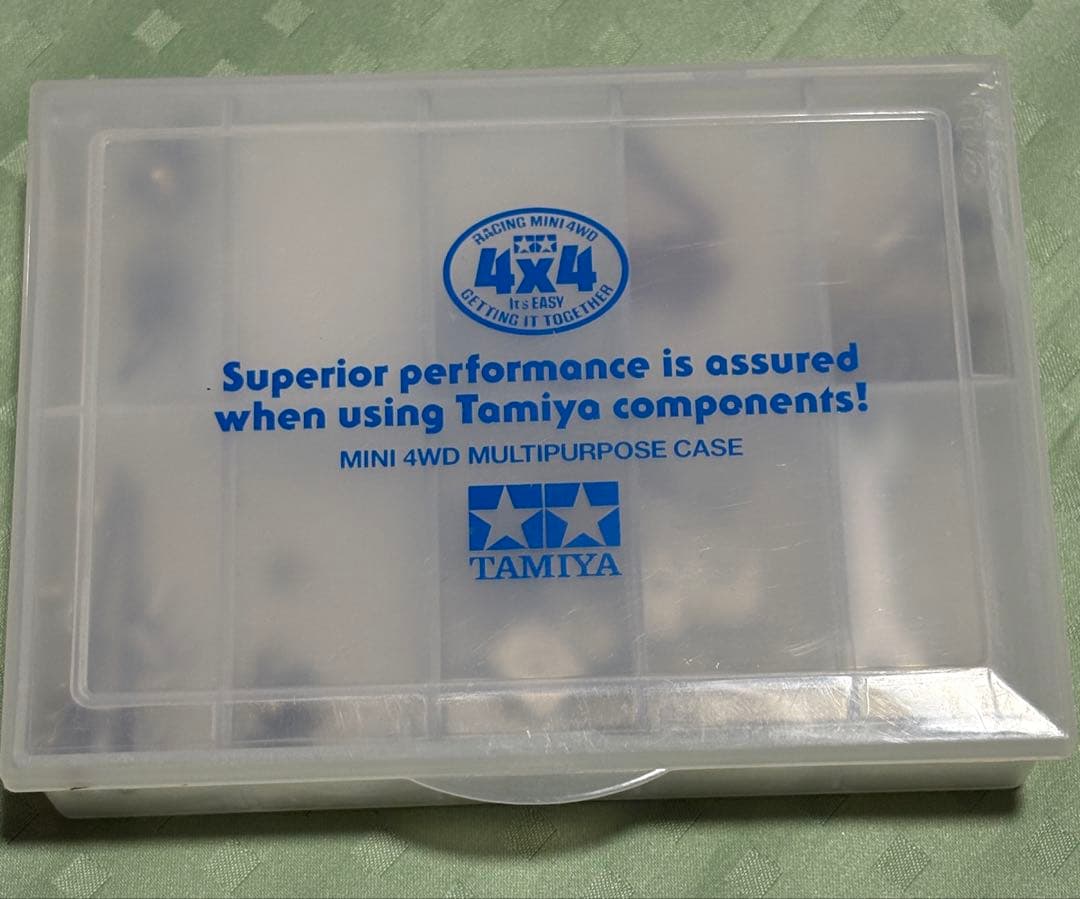 RACING MINI 4WD
4x4
It's EASY
GETTING IT TOGETHER
Superior performance is assured
when using Tamiya components!
MINI 4WD MULTIPURPOSE CASE
TAMIYA